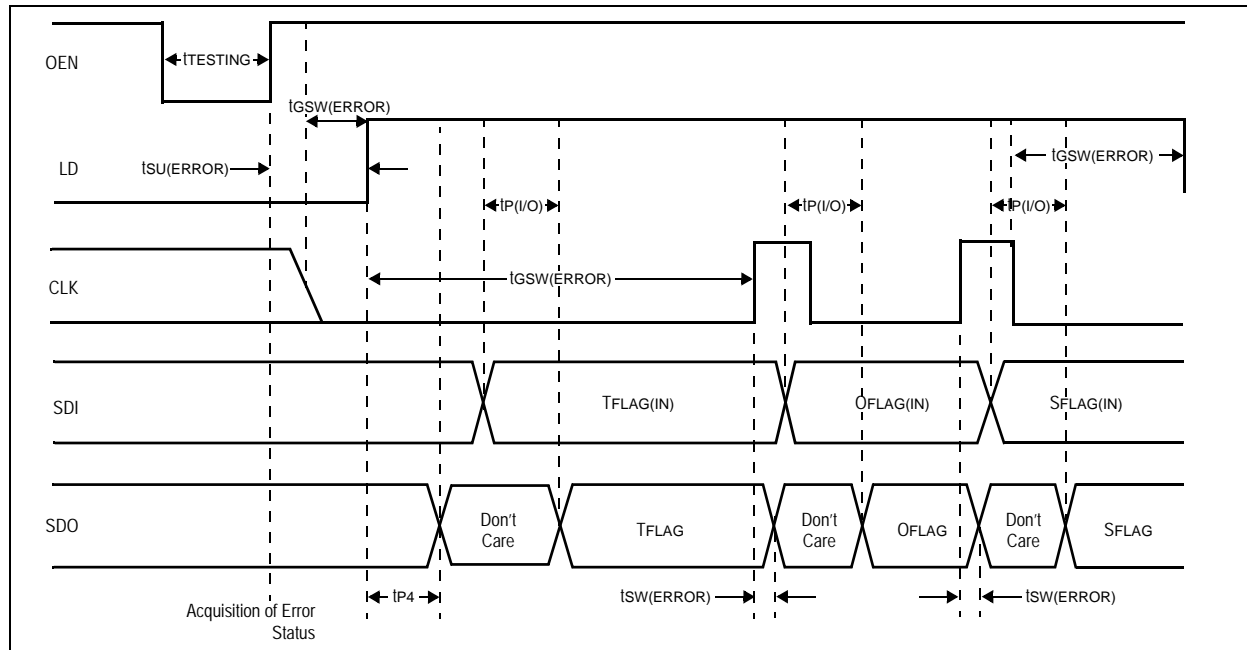 OEN
tTESTING
tGSW(ERROR)
LD
tSU(ERROR)
tGSW(ERROR)
tP(I/O)
tP(I/O)
tP(I/O)
CLK
tGSW(ERROR)
SDI
TFLAG(IN)
OFLAG(IN)
SFLAG(IN)
SDO
Don't
Care
TFLAG
Don't
Care
OFLAG
Don't
Care
SFLAG
tP4
tSW(ERROR)
tSW(ERROR)
Acquisition of Error
Status